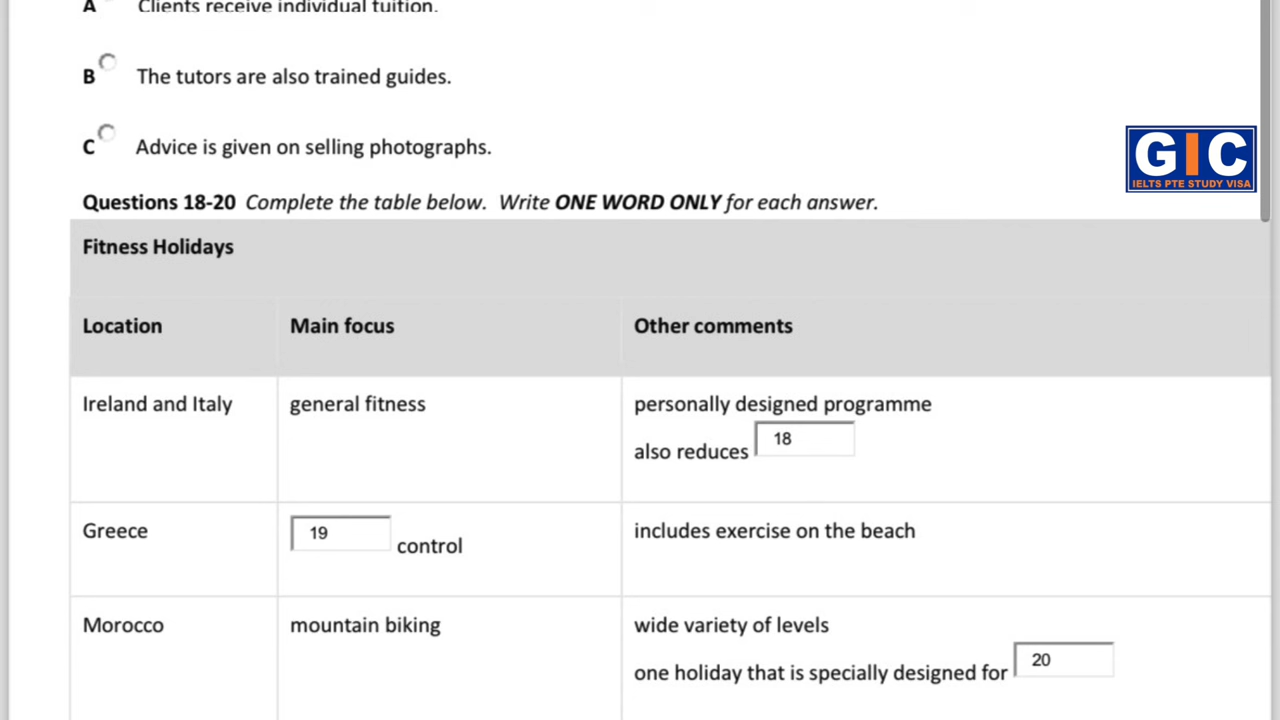 A Clients receive individual tuition.
B The tutors are also trained guides.
C Advice is given on selling photographs.
GIC
IELTS PTE STUDY VISA
Questions 18-20 Complete the table below. Write ONE WORD ONLY for each answer.
Fitness Holidays
Location Main focus Other comments
Ireland and Italy general fitness personally designed programme
also reduces 18
Greece 19 control includes exercise on the beach
Morocco mountain biking wide variety of levels
one holiday that is specially designed for 20